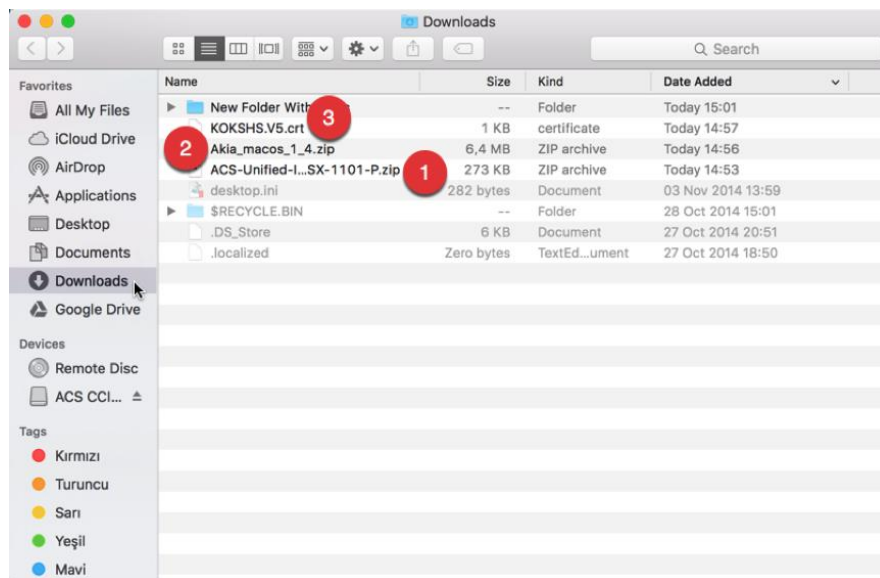 Downloads
Search
Favorites
All My Files
iCloud Drive
AirDrop
Applications
Desktop
Documents
Downloads
Google Drive
Devices
Remote Disc
ACS CCI...
Tags
Kırmızı
Turuncu
Sarı
Yeşil
Mavi
Name Size Kind Date Added
New Folder With -- Folder Today 15:01
3
KOKSHS.V5.crt 1 KB certificate Today 14:57
2
Akia_macos_1_4.zip 6,4 MB ZIP archive Today 14:56
ACS-Unified-I...SX-1101-P.zip 273 KB ZIP archive Today 14:53
1
desktop.ini 282 bytes Document 03 Nov 2014 13:59
$RECYCLE.BIN -- Folder 28 Oct 2014 15:01
.DS_Store 6 KB Document 27 Oct 2014 20:51
.localized Zero bytes TextEd...ument 27 Oct 2014 18:50